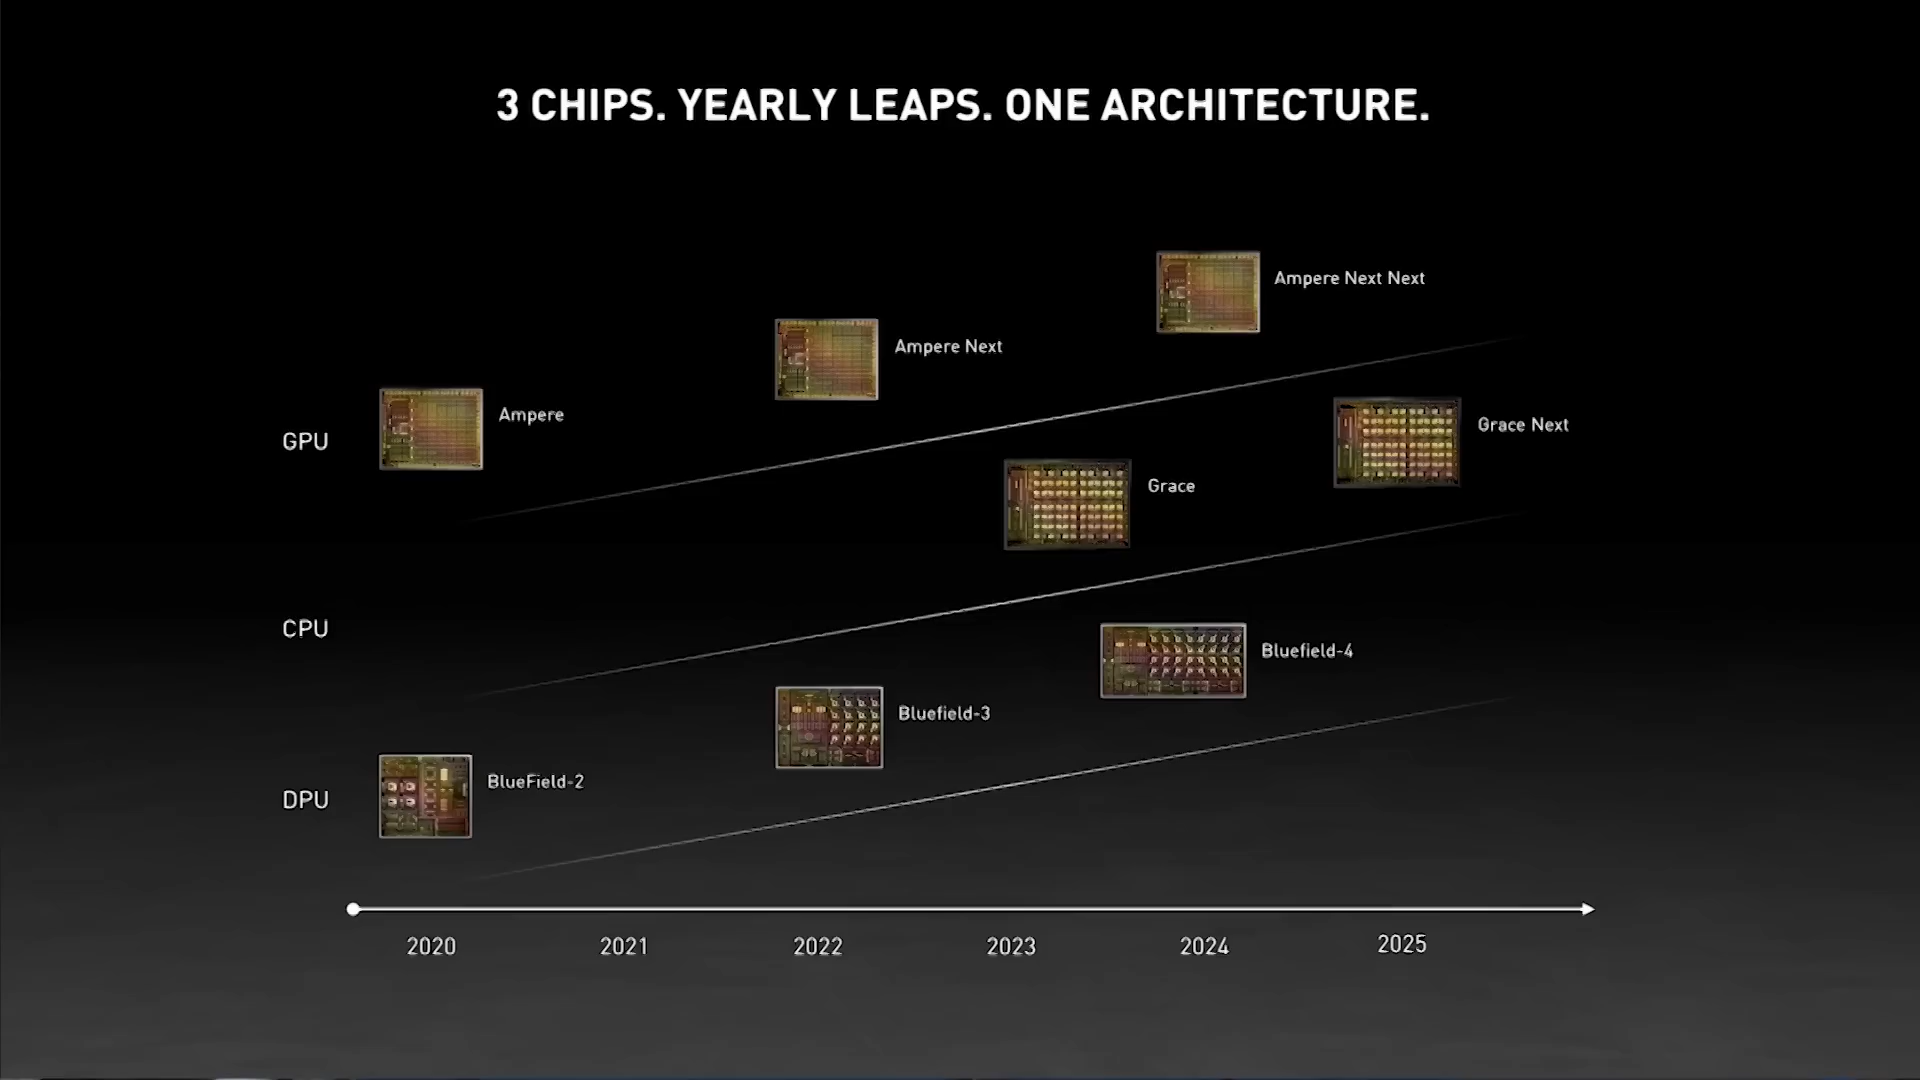 3 CHIPS. YEARLY LEAPS. ONE ARCHITECTURE.
Ampere Next Next
Ampere Next
Ampere
GPU
Grace Next
Grace
CPU
Bluefield-4
Bluefield-3
BlueField-2
DPU
2020 2021 2022 2023 2024 2025